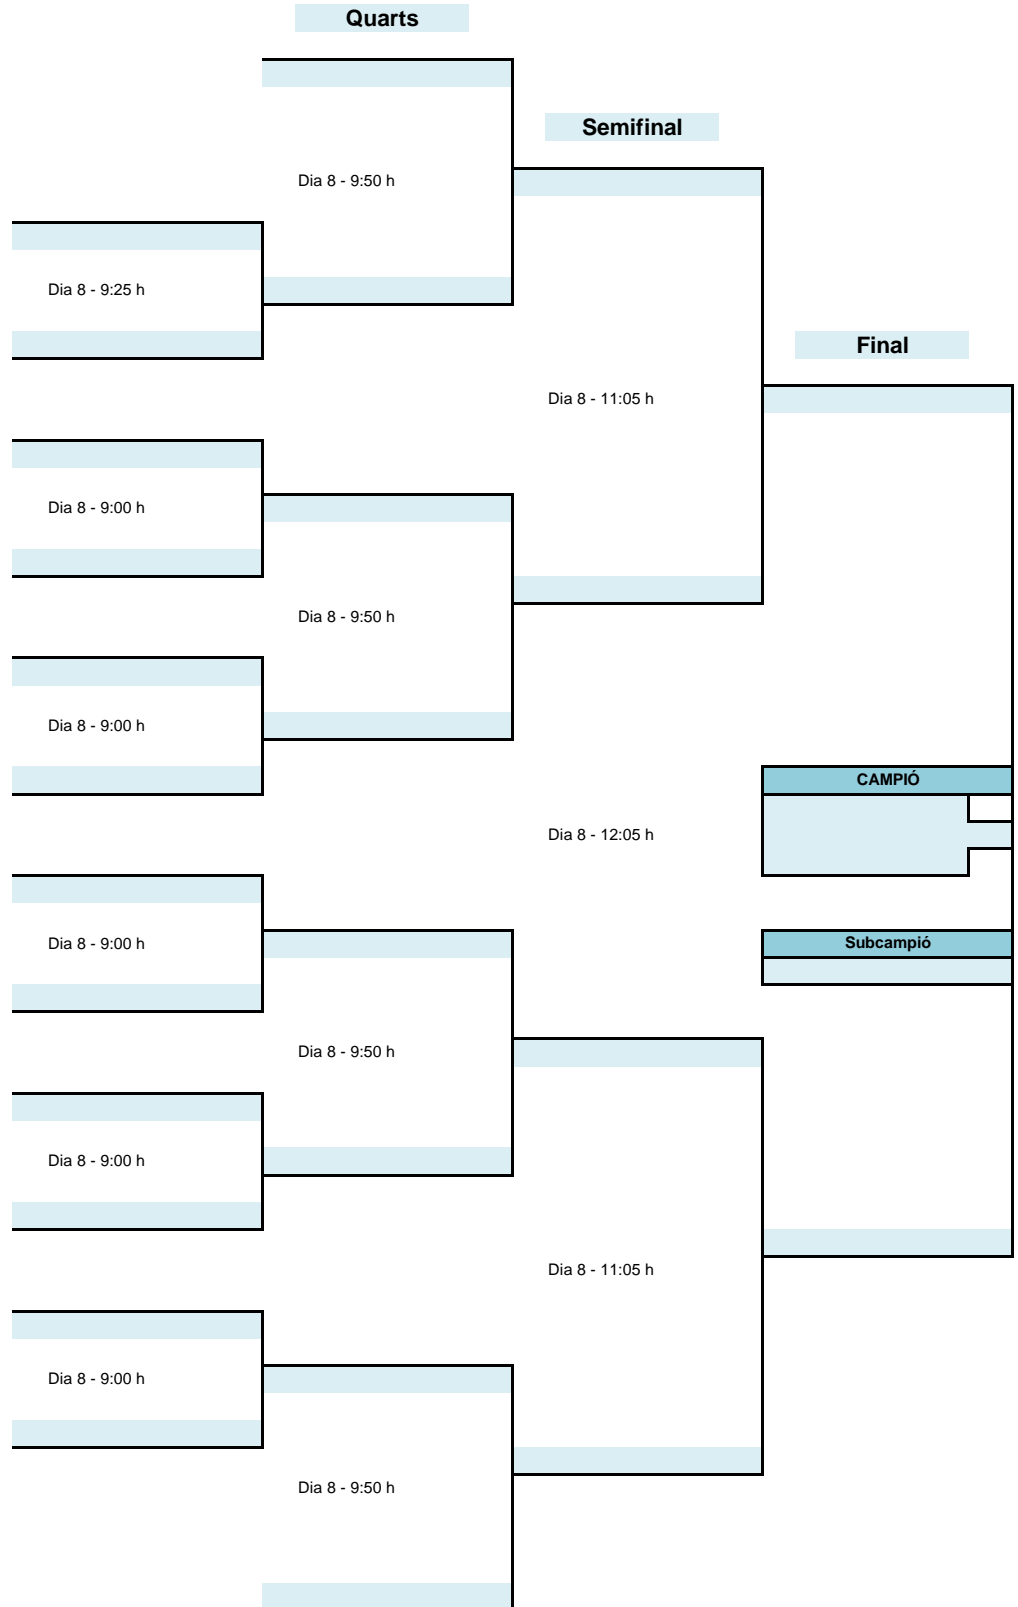 Quarts
Semifinal
Dia 8 - 9:50 h
Dia 8 - 9:25 h
Final
Dia 8 - 11:05 h
Dia 8 - 9:00 h
Dia 8 - 9:50 h
Dia 8 - 9:00 h
CAMPIÓ
Dia 8 - 12:05 h
Dia 8 - 9:00 h
Subcampió
Dia 8 - 9:50 h
Dia 8 - 9:00 h
Dia 8 - 11:05 h
Dia 8 - 9:00 h
Dia 8 - 9:50 h